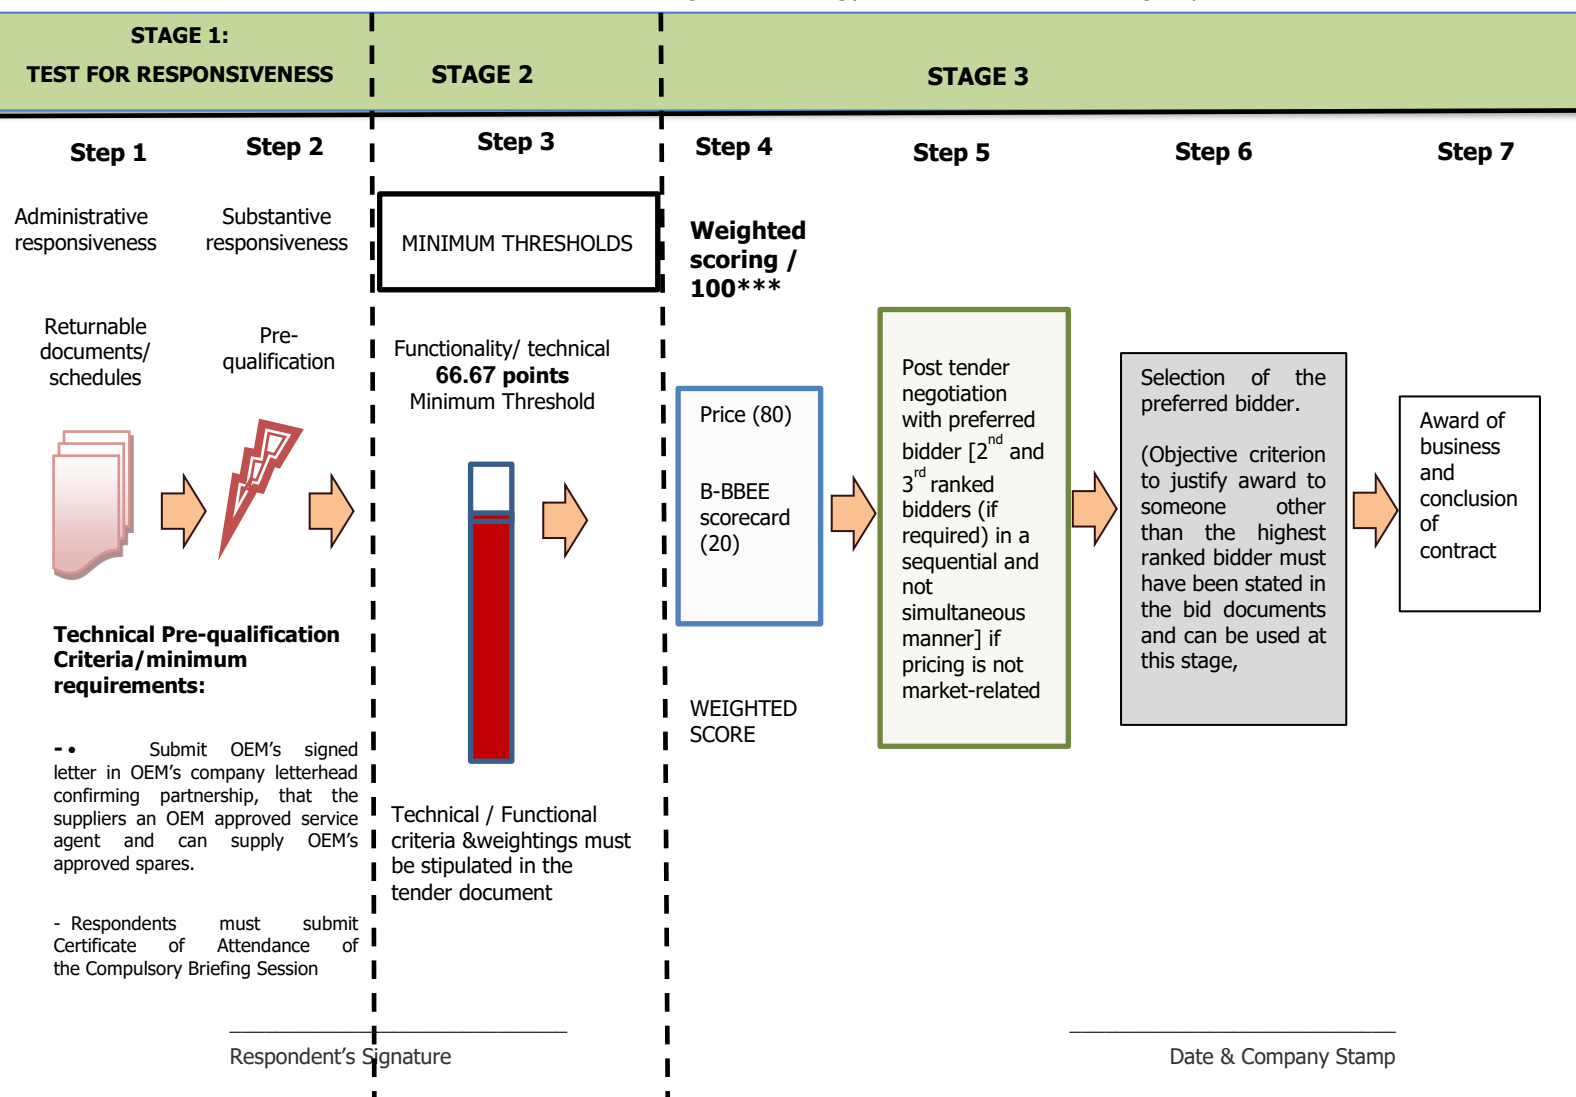 STAGE 1:
TEST FOR RESPONSIVENESS
STAGE 2
STAGE 3
Step 1
Step 2
Step 3
Step 4
Step 5
Step 6
Step 7
Administrative
responsiveness
Substantive
responsiveness
MINIMUM THRESHOLDS
Weighted
scoring /
100***
Returnable
documents/
schedules
Pre-
qualification
Functionality/ technical
66.67 points
Minimum Threshold
Price (80)
B-BBEE
scorecard
(20)
Post tender
negotiation
with preferred
bidder [2nd and
3rd ranked
bidders (if
required) in a
sequential and
not
simultaneous
manner] if
pricing is not
market-related
Selection of the
preferred bidder.
(Objective criterion
to justify award to
someone other
than the highest
ranked bidder must
have been stated in
the bid documents
and can be used at
this stage,
Award of
business
and
conclusion
of
contract
Technical Pre-qualification
Criteria/minimum
requirements:
- • Submit OEM’s signed
letter in OEM’s company letterhead
confirming partnership, that the
suppliers an OEM approved service
agent and can supply OEM’s
approved spares.
- Respondents must submit
Certificate of Attendance of
the Compulsory Briefing Session
WEIGHTED
SCORE
Technical / Functional
criteria &weightings must
be stipulated in the
tender document
Respondent’s Signature
Date & Company Stamp